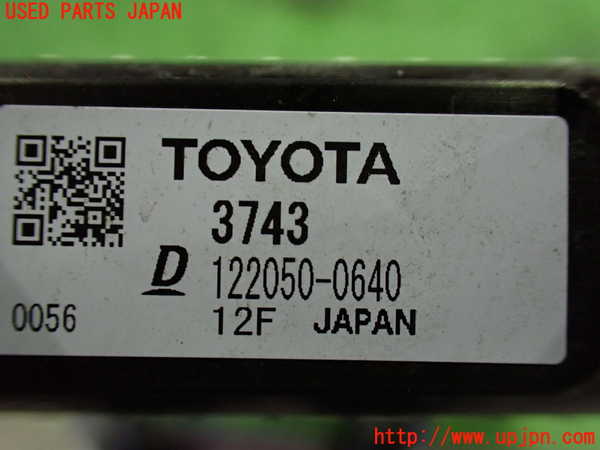 USED PARTS JAPAN
TOYOTA
3743
D 122050-0640
0056 12F JAPAN
http://www.upjpn.com